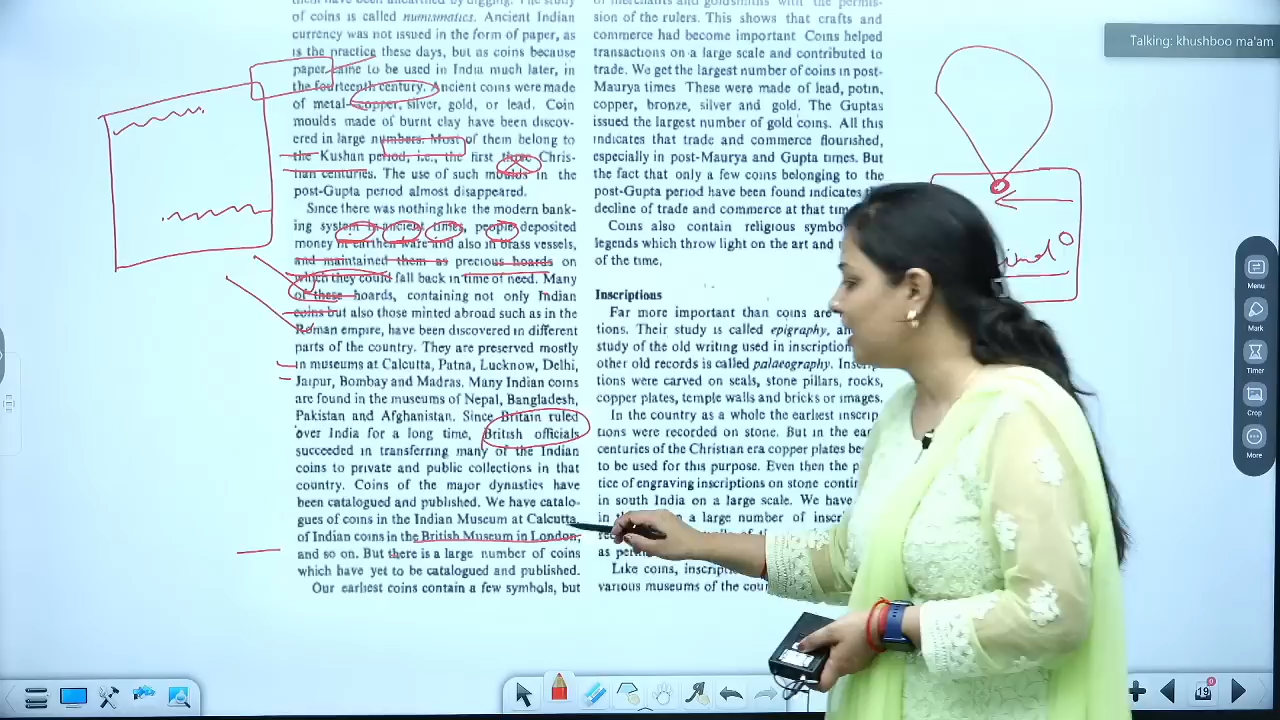 them have been unearthed by digging. The study
of coins is called numismatics. Ancient Indian
currency was not issued in the form of paper, as
is the practice these days, but as coins because
paper came to be used in India much later, in
the fourteenth century. Ancient coins were made
of metal-copper, silver, gold, or lead. Coin
moulds made of burnt clay have been discov-
ered in large numbers. Most of them belong to
the Kushan period, i.e., the first three Chris-
tian centuries. The use of such moulds in the
post-Gupta period almost disappeared.
Since there was nothing like the modern bank-
ing system in ancient times, people deposited
money in earthen ware and also in brass vessels,
and maintained them as precious hoards on
which they could fall back in time of need. Many
of these hoards, containing not only Indian
coins but also those minted abroad such as in the
Roman empire, have been discovered in different
parts of the country. They are preserved mostly
in museums at Calcutta, Patna, Lucknow, Delhi,
Jaipur, Bombay and Madras. Many Indian coins
are found in the museums of Nepal, Bangladesh,
Pakistan and Afghanistan. Since Britain ruled
over India for a long time, British officials
succeeded in transferring many of the Indian
coins to private and public collections in that
country. Coins of the major dynasties have
been catalogued and published. We have catalo-
gues of coins in the Indian Museum at Calcutta,
of Indian coins in the British Museum in London,
and so on. But there is a large number of coins
which have yet to be catalogued and published.
Our earliest coins contain a few symbols, but
of merchants and goldsmiths with the permis-
sion of the rulers. This shows that crafts and
commerce had become important Coins helped
transactions on a large scale and contributed to
trade. We get the largest number of coins in post-
Maurya times These were made of lead, potin,
copper, bronze, silver and gold. The Guptas
issued the largest number of gold coins. All this
indicates that trade and commerce flourished,
especially in post-Maurya and Gupta times. But
the fact that only a few coins belonging to the
post-Gupta period have been found indicates
decline of trade and commerce at that
Coins also contain religious
legends which throw light on the art and
of the time.
Inscriptions
Far more important than coins are
tions. Their study is called epigraphy,
study of the old writing used in
other old records is called palaeography.
tions were carved on seals, stone pillars, rocks,
copper plates, temple walls and bricks or images.
In the country as a whole the earliest inscrip
tions were recorded on stone. But in the
centuries of the Christian era copper plates
to be used for this purpose. Even then the
tice of engraving inscriptions on stone
in south India on a large scale. We have
in a large number of
as
Like coins,
various museums of the
Talking: khushboo ma'am
Menu
Mark
Timer
Crop
More
19